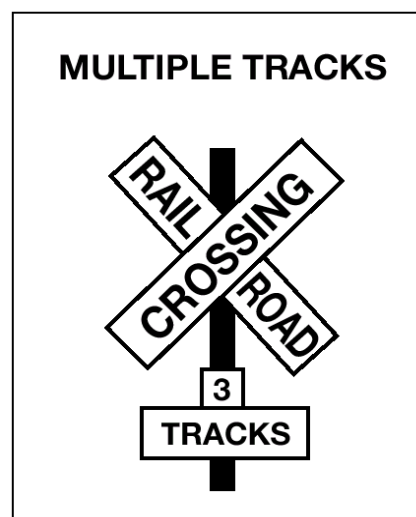 MULTIPLE TRACKS
RAIL
CROSSING
ROAD
3
TRACKS